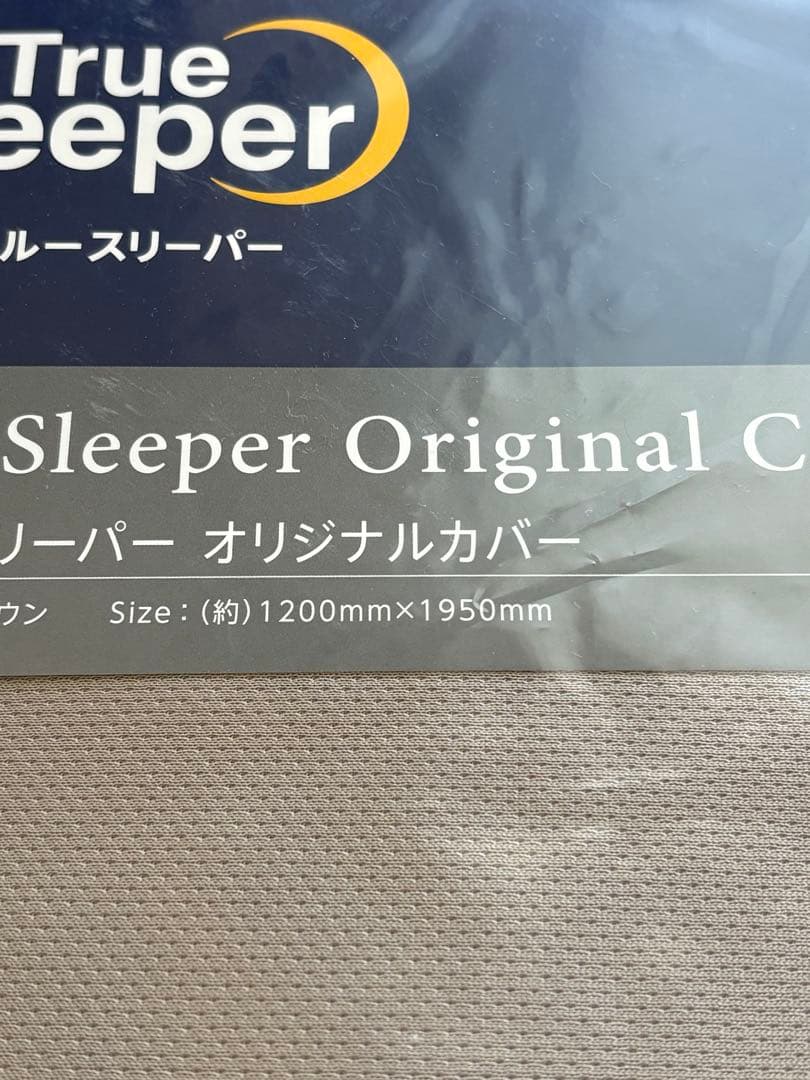 True
eeper
ルースリーパー
Sleeper Original C
リーパー オリジナルカバー
ウン Size：(約)1200mm×1950mm